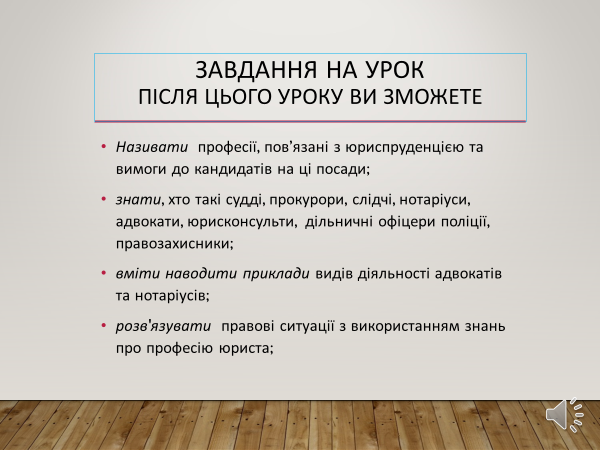 ЗАВДАННЯ НА УРОК
ПІСЛЯ ЦЬОГО УРОКУ ВИ ЗМОЖЕТЕ
• Називати професії, пов'язані з юриспруденцією та
вимоги до кандидатів на ці посади;
• знати, хто такі судді, прокурори, слідчі, нотаріуси,
адвокати, юрисконсульти, дільничні офіцери поліції,
правозахисники;
• вміти наводити приклади видів діяльності адвокатів
та нотаріусів;
• розв'язувати правові ситуації з використанням знань
про професію юриста;